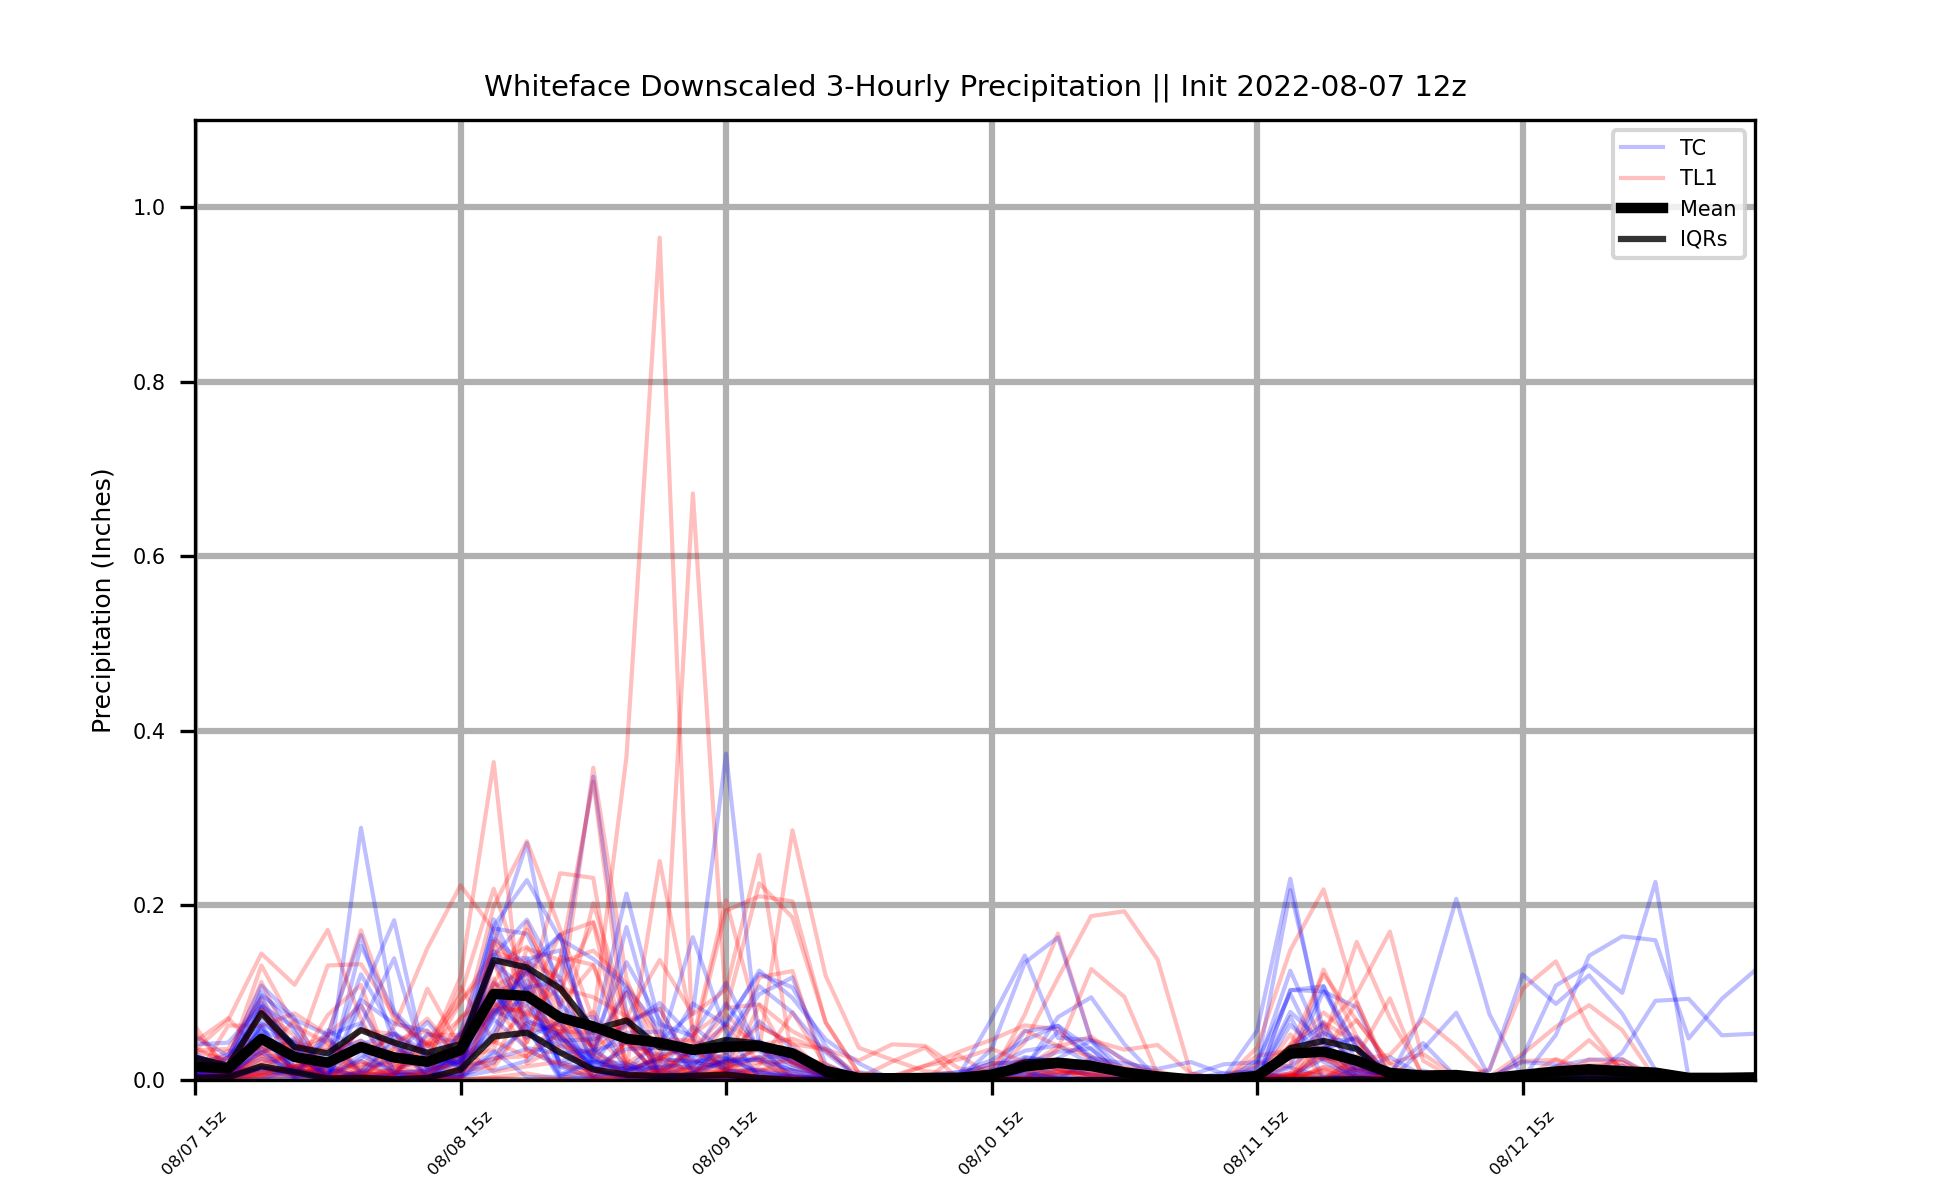 Whiteface Downscaled 3-Hourly Precipitation || Init 2022-08-07 12z
TC
TL1
Mean
IQRs
Precipitation (Inches)
1.0
0.8
0.6
0.4
0.2
0.0
08/07 15z
08/08 15z
08/09 15z
08/10 15z
08/11 15z
08/12 15z